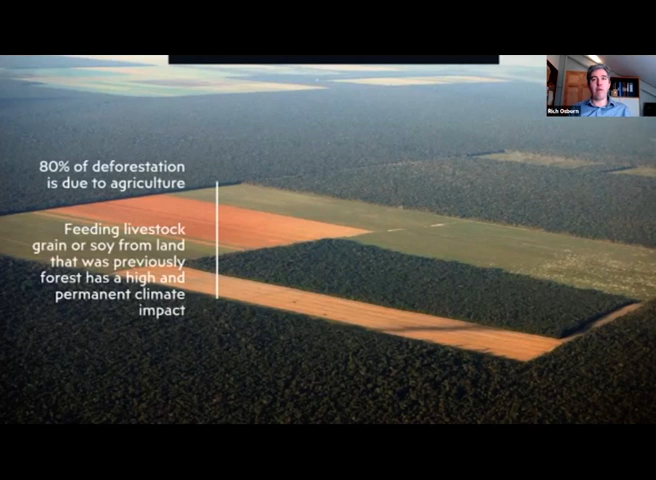 Rich Osborn
80% of deforestation
is due to agriculture
Feeding livestock
grain or soy from land
that was previously
forest has a high and
permanent climate
impact